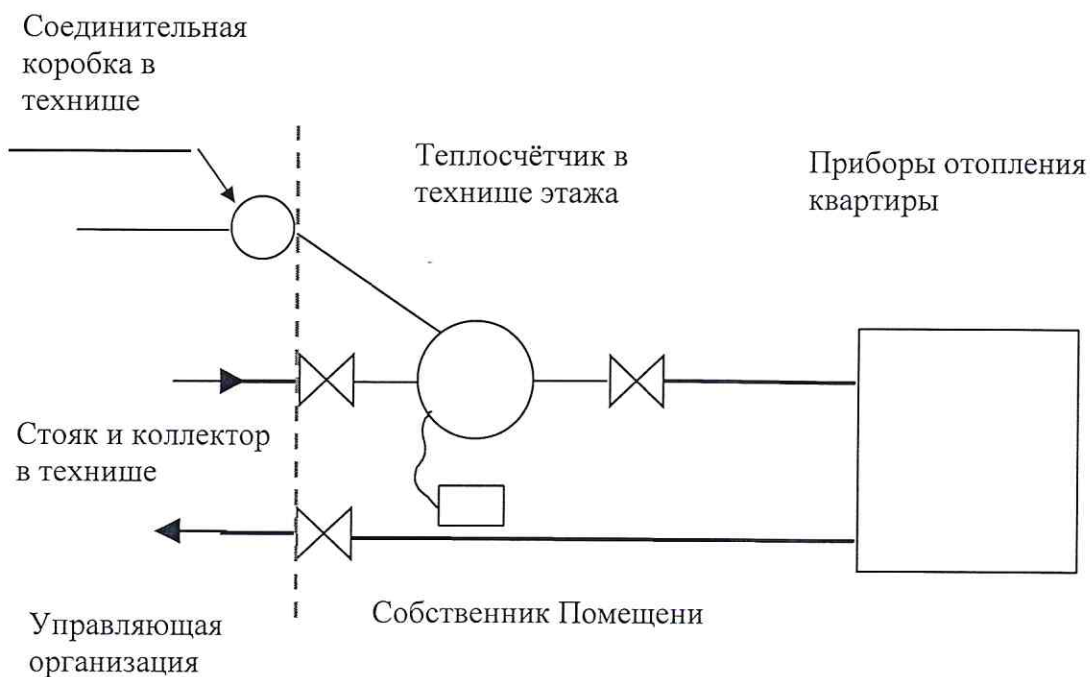 Соединительная
коробка в
технише
Теплосчётчик в
технише этажа
Приборы отопления
квартиры
Стояк и коллектор
в технише
Управляющая
организация
Собственник Помещени